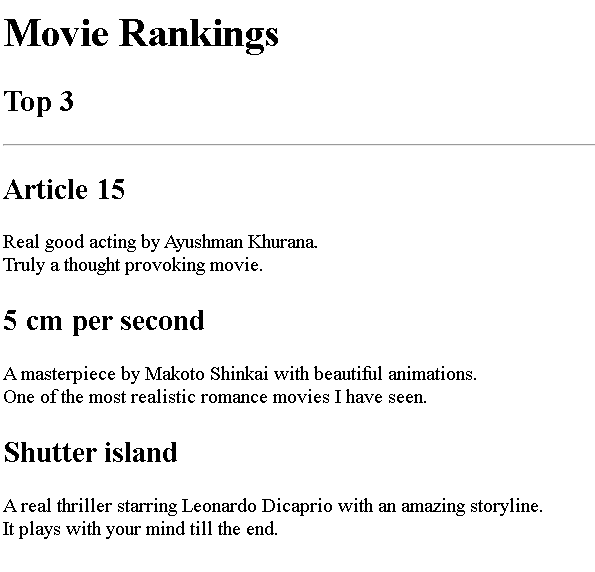 Movie Rankings
Top 3
Article 15
Real good acting by Ayushman Khurana.
Truly a thought provoking movie.
5 cm per second
A masterpiece by Makoto Shinkai with beautiful animations.
One of the most realistic romance movies I have seen.
Shutter island
A real thriller starring Leonardo Dicaprio with an amazing storyline.
It plays with your mind till the end.